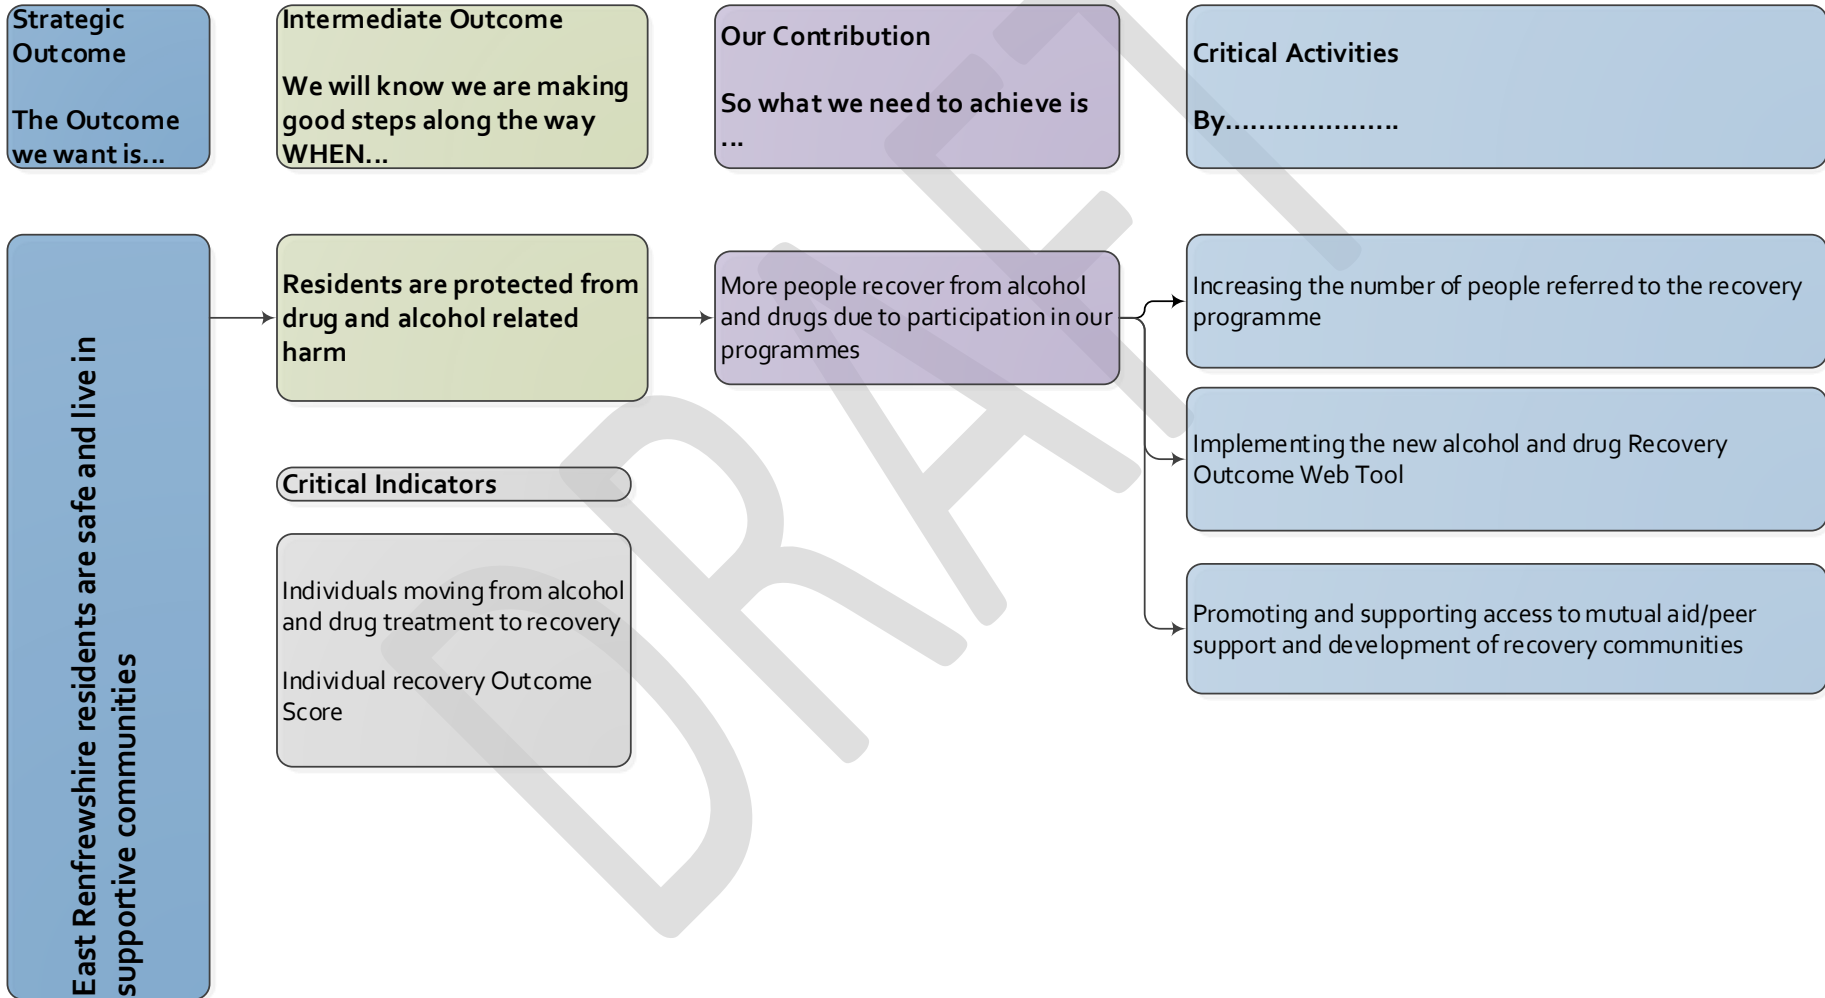 Strategic
Outcome
The Outcome
we want is...
Intermediate Outcome
We will know we are making
good steps along the way
WHEN...
Our Contribution
So what we need to achieve is
...
Critical Activities
By.....................
East Renfrewshire residents are safe and live in
supportive communities
Residents are protected from
drug and alcohol related
harm
Critical Indicators
Individuals moving from alcohol
and drug treatment to recovery
Individual recovery Outcome
Score
More people recover from alcohol
and drugs due to participation in our
programmes
Increasing the number of people referred to the recovery
programme
Implementing the new alcohol and drug Recovery
Outcome Web Tool
Promoting and supporting access to mutual aid/peer
support and development of recovery communities
DRAFT